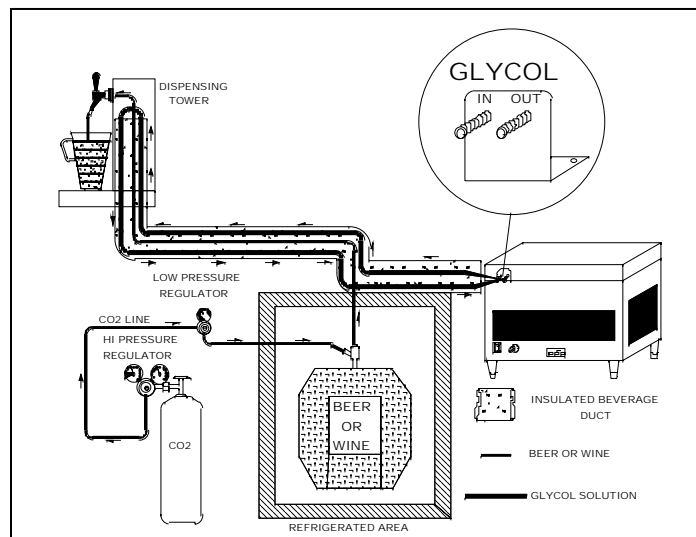 GLYCOL
IN OUT
DISPENSING
TOWER
LOW PRESSURE
REGULATOR
CO2 LINE
HI PRESSURE
REGULATOR
CO2
BEER
OR
WINE
REFRIGERATED AREA
INSULATED BEVERAGE
DUCT
BEER OR WINE
GLYCOL SOLUTION